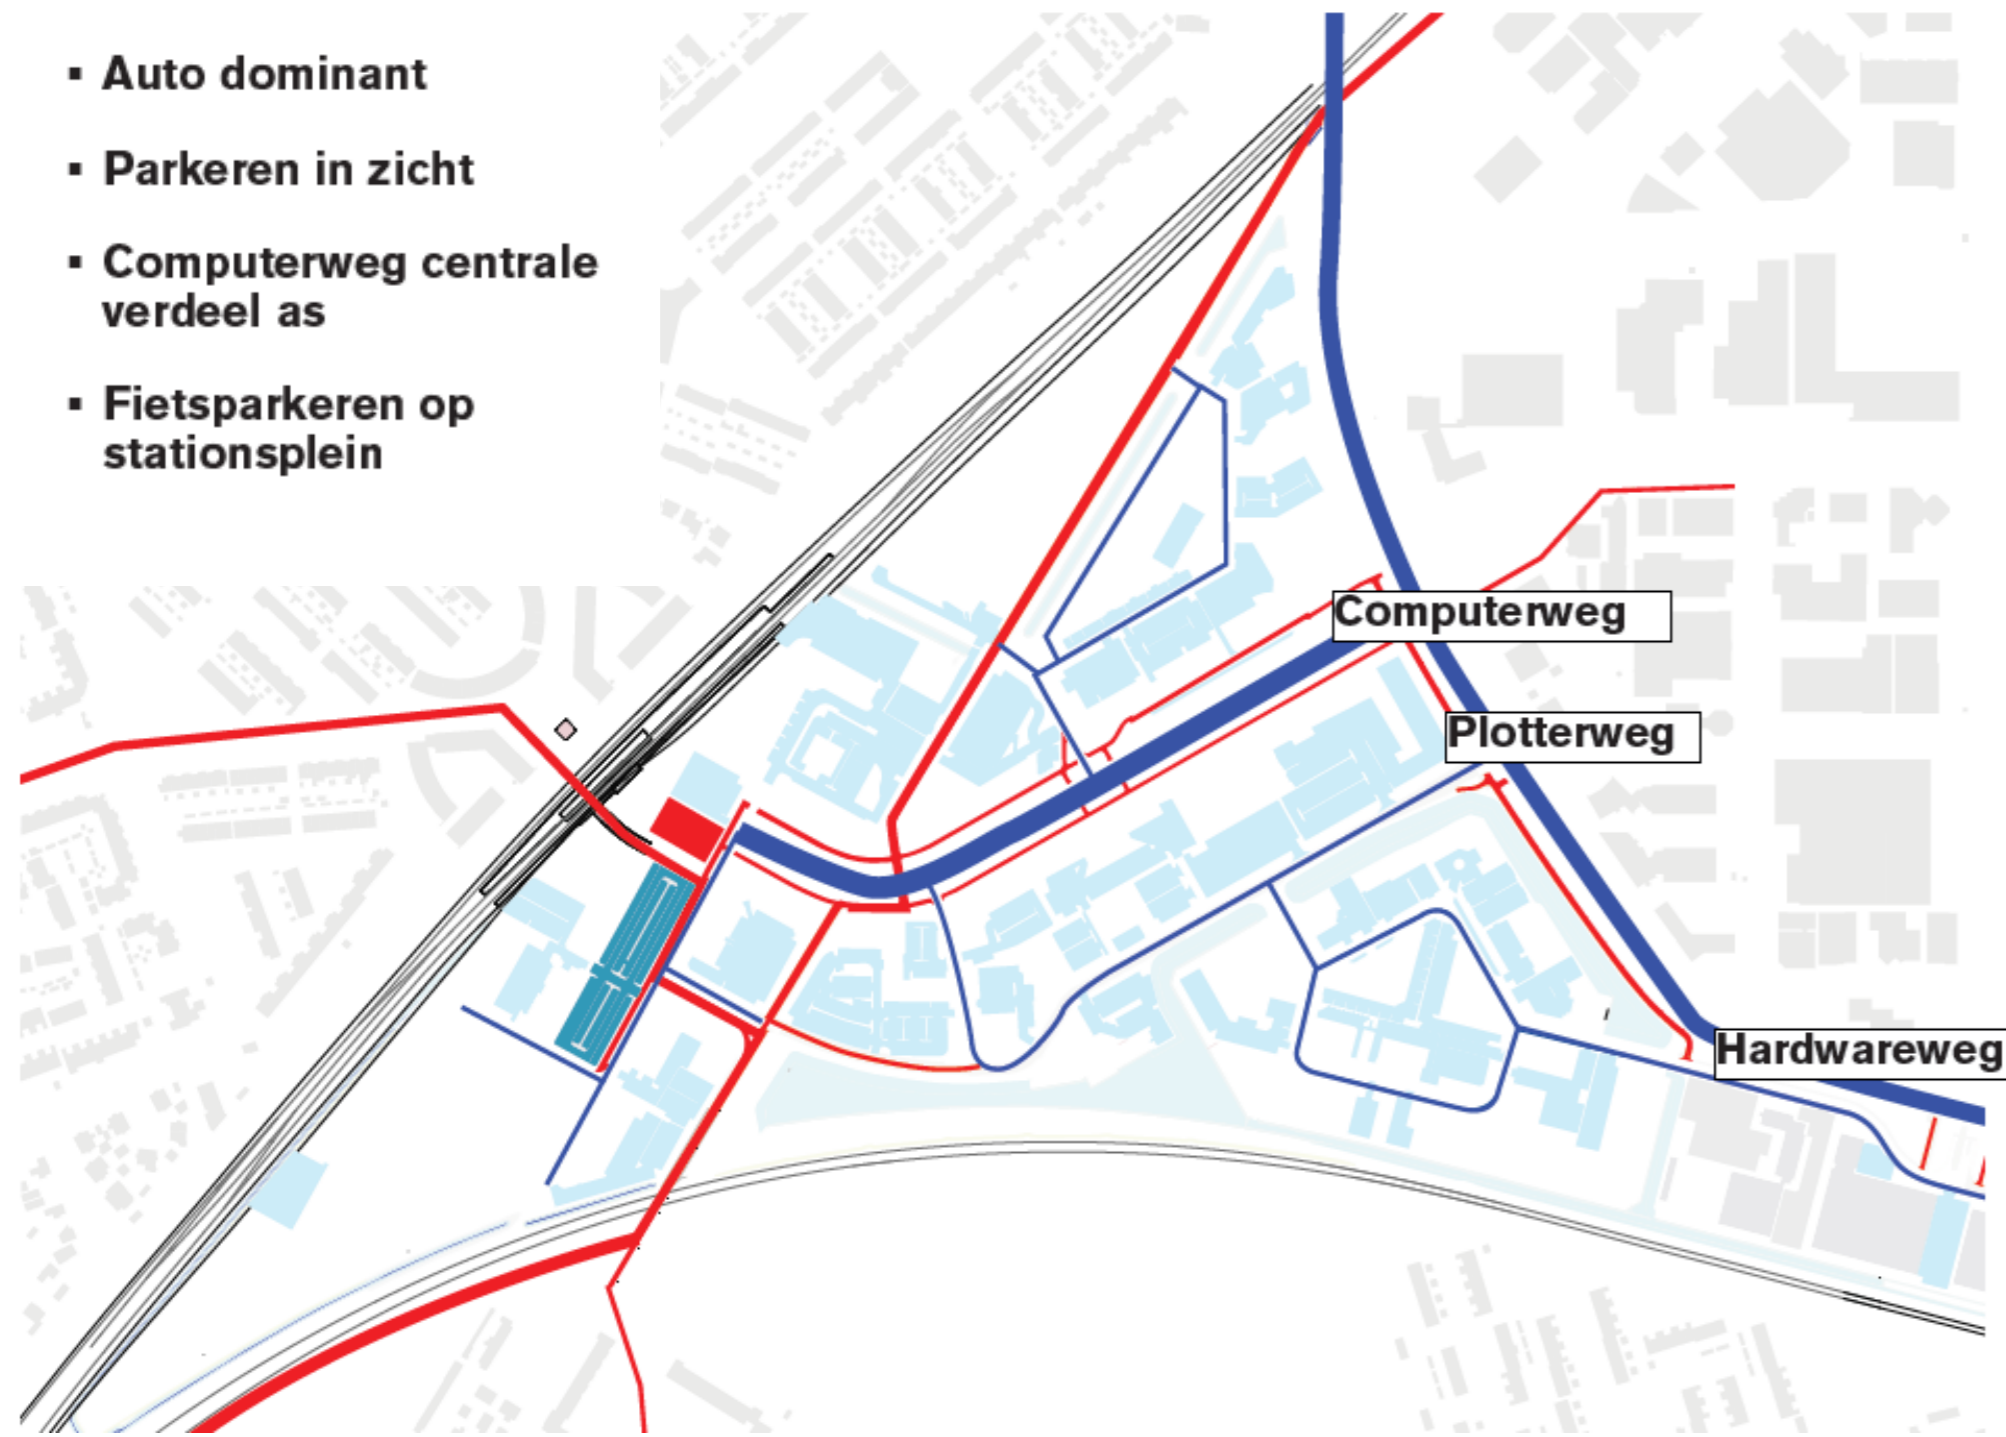 ▪ Auto dominant
▪ Parkeren in zicht
▪ Computerweg centrale
verdeel as
▪ Fietsparkeren op
stationsplein
Computerweg
Plotterweg
Hardwareweg